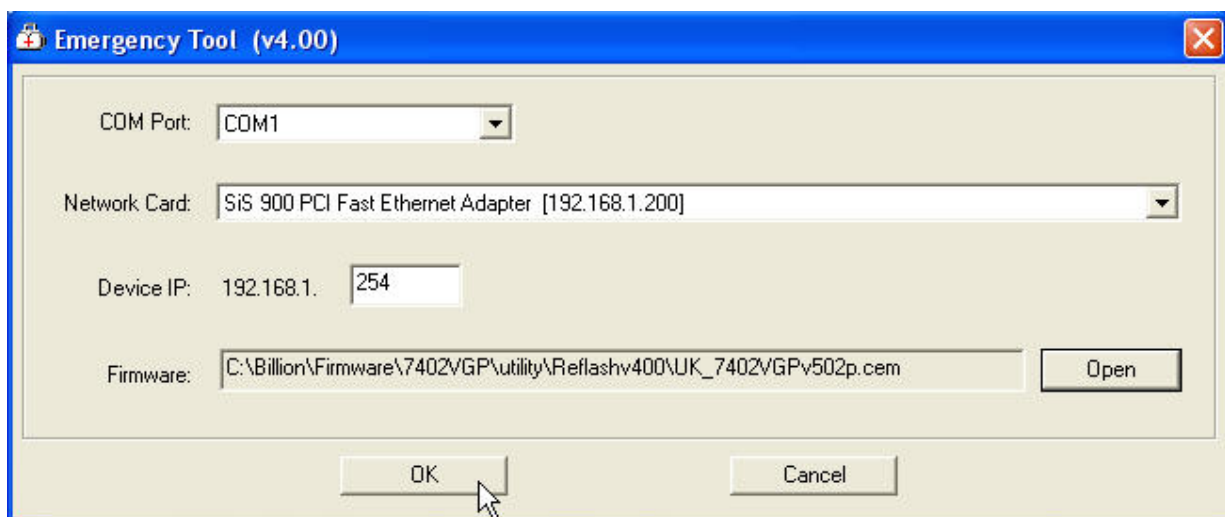 Emergency Tool (v4.00)
COM Port: COM1
Network Card: SiS 900 PCI Fast Ethernet Adapter [192.168.1.200]
Device IP: 192.168.1. 254
Firmware: C:\Billion\Firmware\7402VGP\utility\Reflashv400\UK_7402VGPv502p.cem Open
OK Cancel